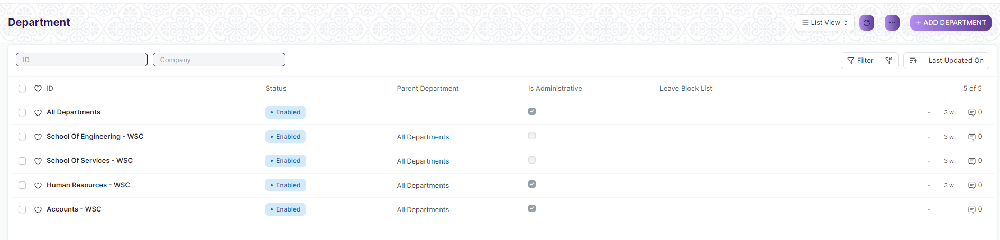 Department
List View
+ ADD DEPARTMENT
ID
Company
Filter
Last Updated On
ID Status Parent Department Is Administrative Leave Block List 5 of 5
All Departments Enabled - 3 w 0
School Of Engineering - WSC Enabled All Departments - 3 w 0
School Of Services - WSC Enabled All Departments - 3 w 0
Human Resources - WSC Enabled All Departments - 3 w 0
Accounts - WSC Enabled All Departments - 0